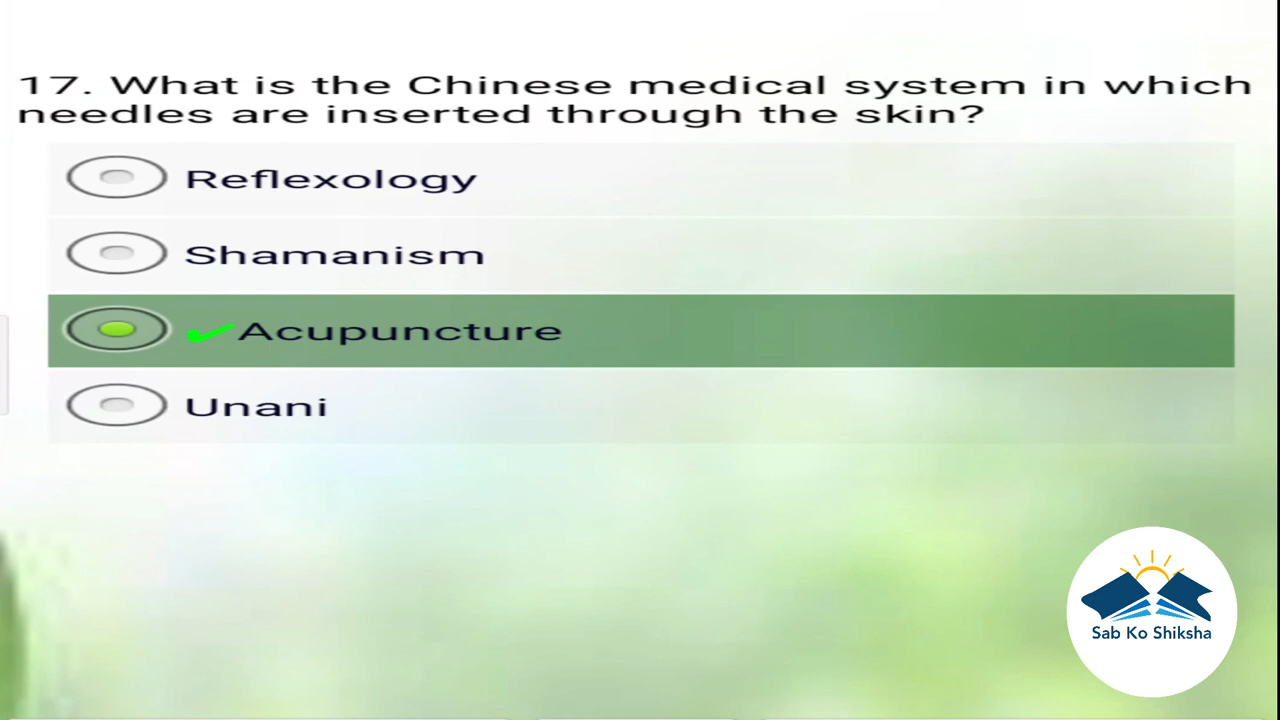 17. What is the Chinese medical system in which
needles are inserted through the skin?
Reflexology
Shamanism
✔Acupuncture
Unani
Sab Ko Shiksha